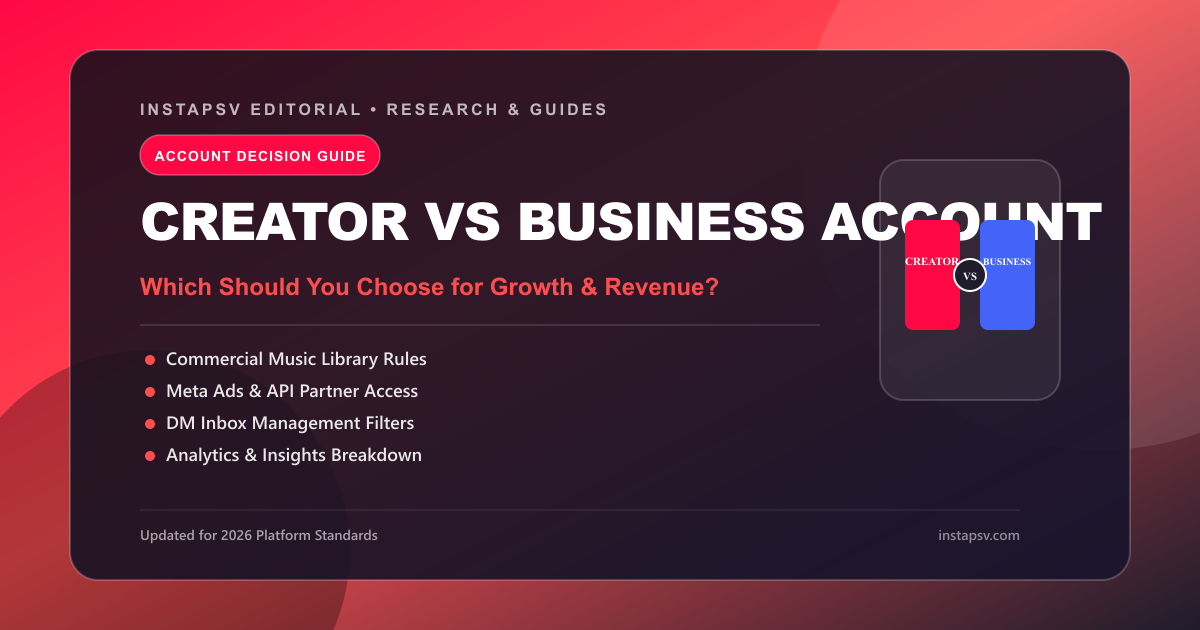 INSTAPSV EDITORIAL • RESEARCH & GUIDES
ACCOUNT DECISION GUIDE
CREATOR VS BUSINESS ACCOUNT
CREATOR
VS
BUSINESS
Which Should You Choose for Growth & Revenue?
Commercial Music Library Rules
Meta Ads & API Partner Access
DM Inbox Management Filters
Analytics & Insights Breakdown
Updated for 2026 Platform Standards
instapsv.com